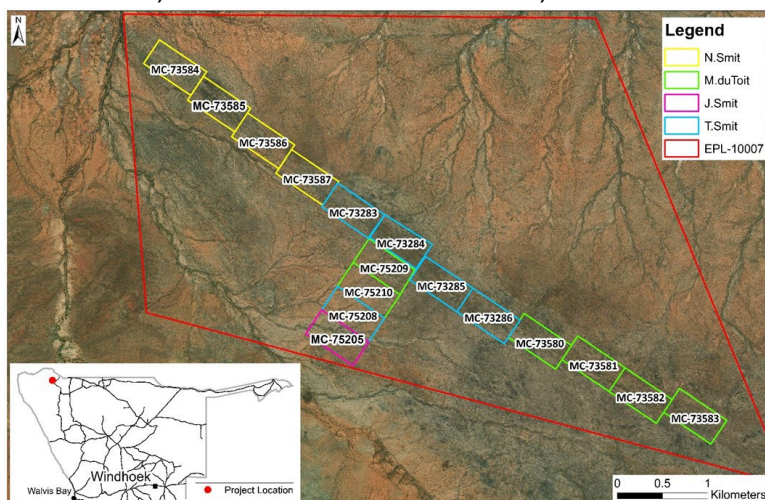 N
Legend
N.Smit
M.duToit
J.Smit
T.Smit
EPL-10007
MC-73584
MC-73585
MC-73586
MC-73587
MC-73283
MC-73284
MC-75209
MC-75210
MC-73285
MC-75208
MC-73286
MC-75205
MC-73580
MC-73581
MC-73582
MC-73583
Windhoek
Walvis Bay
Project Location
0 0.5 1
Kilometers